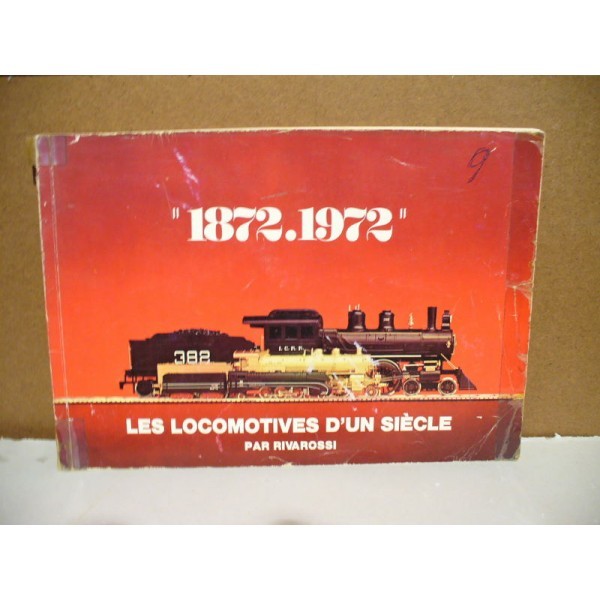 9
"1872.1972"
I.C.R.R.
382
LES LOCOMOTIVES D'UN SIÈCLE
PAR RIVAROSSI